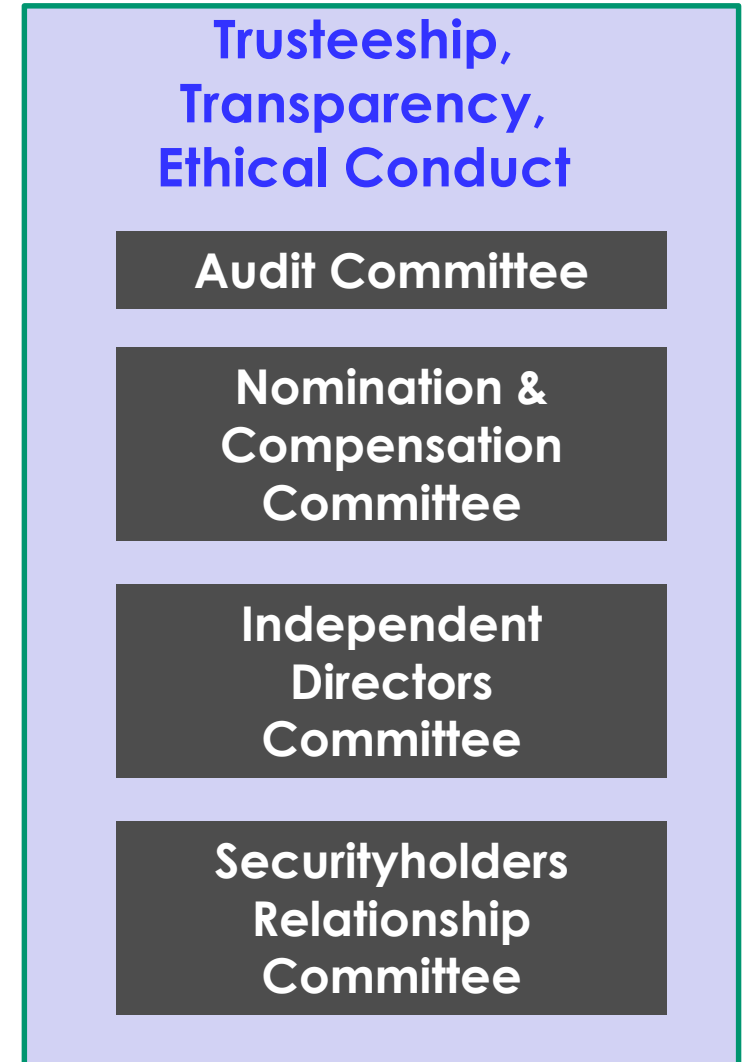 Trusteeship,
Transparency,
Ethical Conduct
Audit Committee
Nomination &
Compensation
Committee
Independent
Directors
Committee
Securityholders
Relationship
Committee